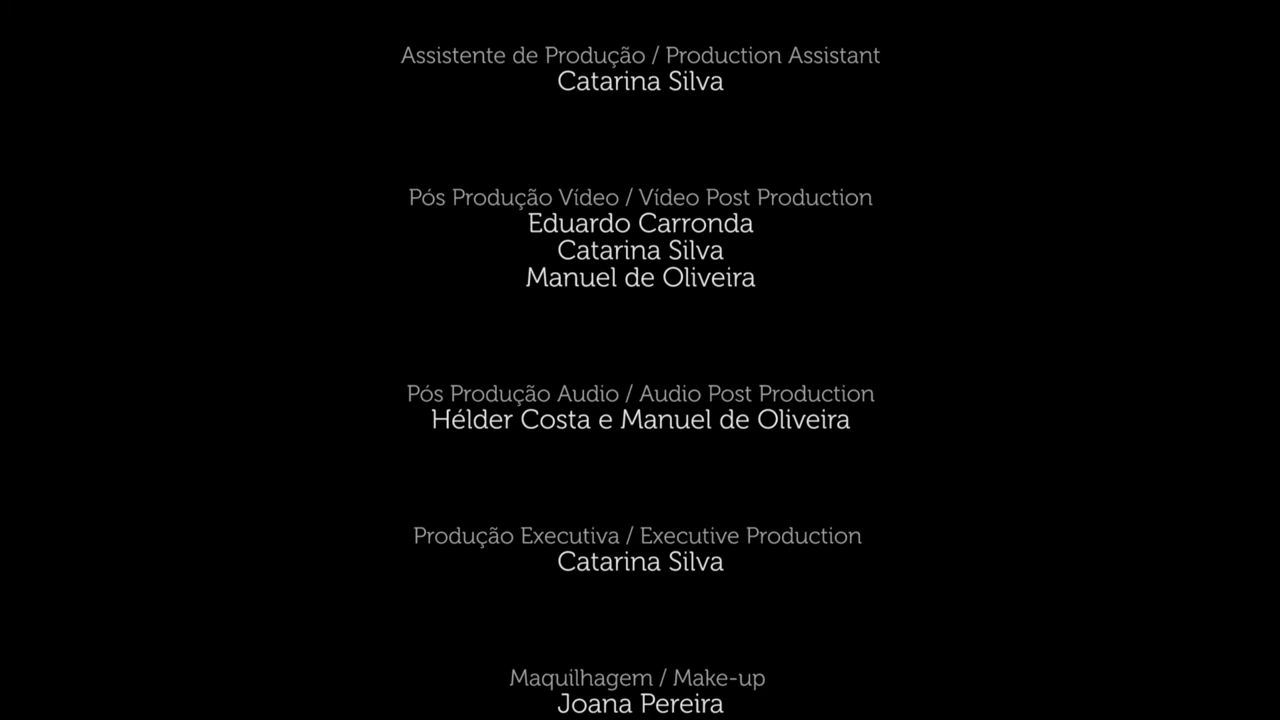 Assistente de Produção / Production Assistant
Catarina Silva
Pós Produção Vídeo / Vídeo Post Production
Eduardo Carronda
Catarina Silva
Manuel de Oliveira
Pós Produção Audio / Audio Post Production
Hélder Costa e Manuel de Oliveira
Produção Executiva / Executive Production
Catarina Silva
Maquilhagem / Make-up
Joana Pereira